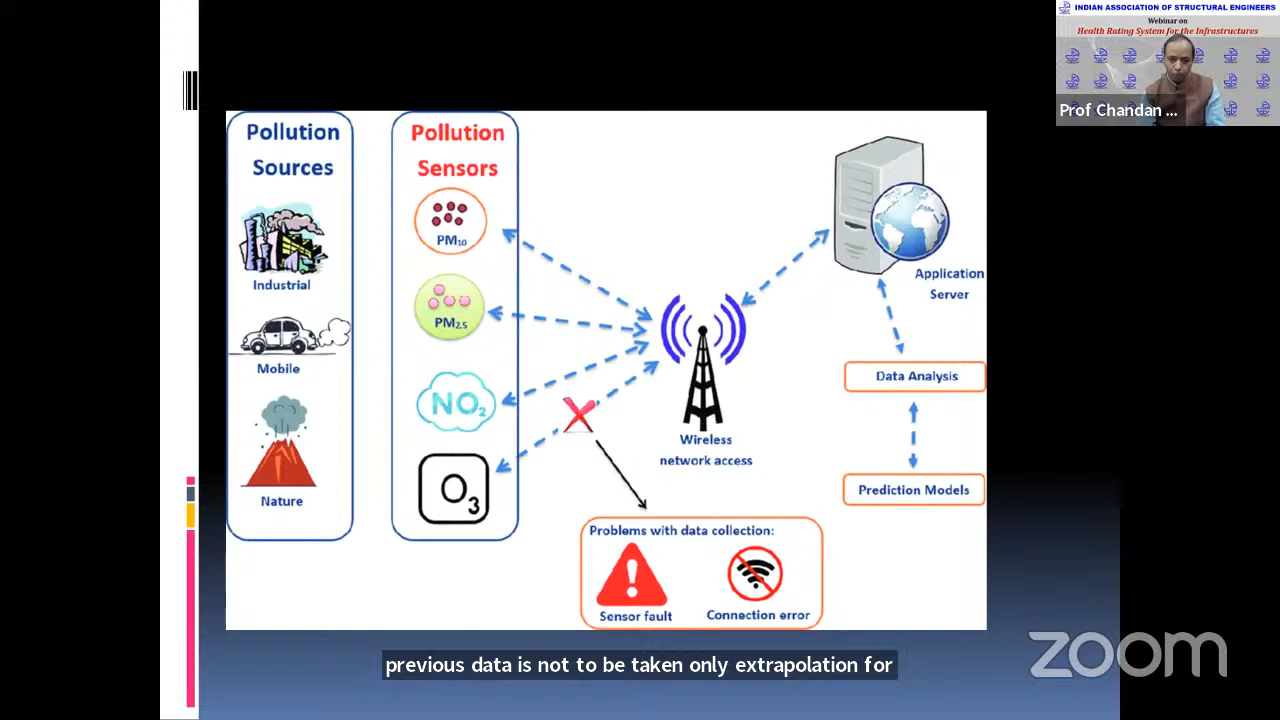 INDIAN ASSOCIATION OF STRUCTURAL ENGINEERS
Webinar on
Health Rating System for the Infrastructures
Prof Chandan ...
Pollution
Sources
Industrial
Mobile
Nature
Pollution
Sensors
PM10
PM2.5
NO2
O3
Wireless
network access
Application
Server
Data Analysis
Prediction Models
Problems with data collection:
Sensor fault
Connection error
previous data is not to be taken only extrapolation for
zoom